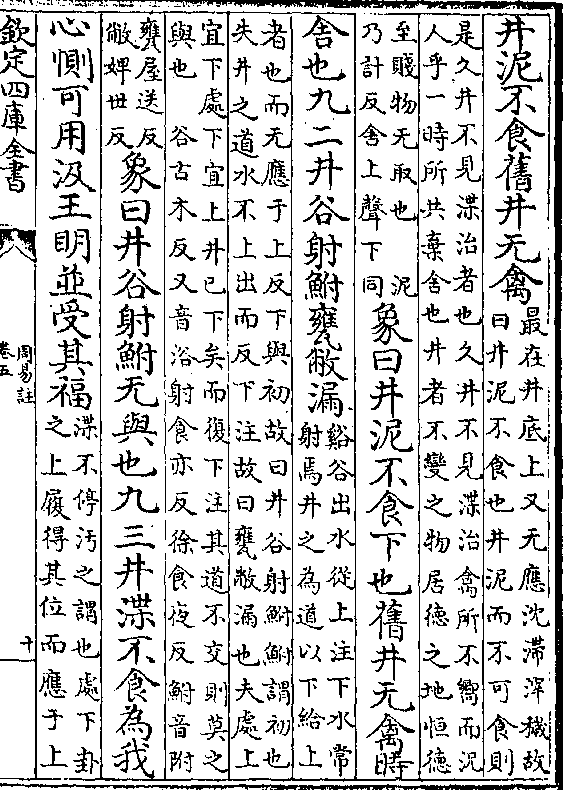 井泥不食舊井无禽最在井底上又无應沈滯滓穢故
曰井泥不食也井泥而不可食則
是久井不見渫治者也久井不見渫治禽所不嚮而況
人乎一時所共棄舍也井者不變之物居德之地恒德
至賤物无取也 泥
乃計反舍上聲下同
象曰井泥不食下也舊井无禽時
舍也九二井谷射鮒甕敝漏谿谷出水從上注下水常
射焉井之為道以下給上
者也而无應于上反下與初故曰井谷射鮒鮒謂初也
失井之道水不上出而反下注故曰甕敝漏也夫處上
宜下處下宜上井已下矣而復下注其道不交則莫之
與也 谷古木反又音浴射食亦反徐食夜反鮒音附
甕屋送反
敝婢世反
象曰井谷射鮒无與也九三井渫不食為我
心惻可用汲王明並受其福渫不停汚之謂也處下卦
之上履得其位而應于上
欽定四庫全書
周易註
卷五
十